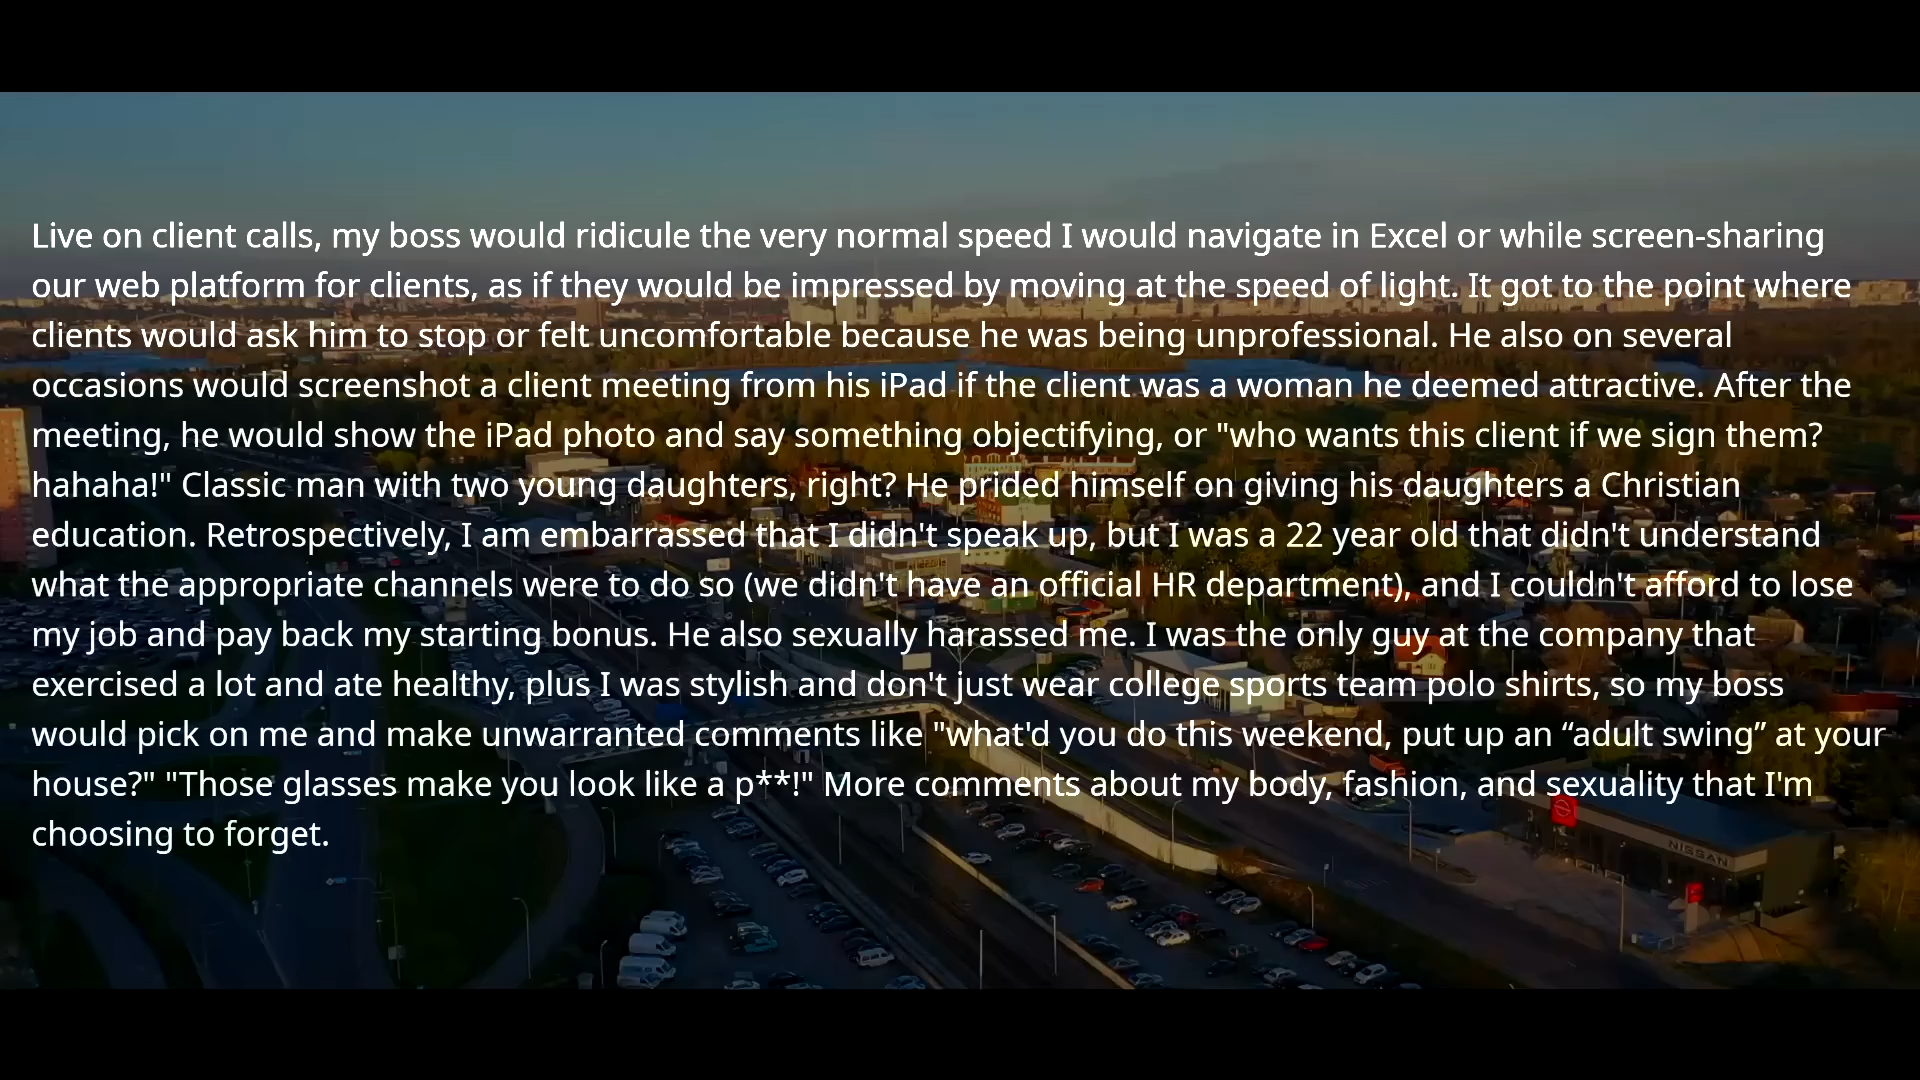 Live on client calls, my boss would ridicule the very normal speed I would navigate in Excel or while screen-sharing
our web platform for clients, as if they would be impressed by moving at the speed of light. It got to the point where
clients would ask him to stop or felt uncomfortable because he was being unprofessional. He also on several
occasions would screenshot a client meeting from his iPad if the client was a woman he deemed attractive. After the
meeting, he would show the iPad photo and say something objectifying, or "who wants this client if we sign them?
hahaha!" Classic man with two young daughters, right? He prided himself on giving his daughters a Christian
education. Retrospectively, I am embarrassed that I didn't speak up, but I was a 22 year old that didn't understand
what the appropriate channels were to do so (we didn't have an official HR department), and I couldn't afford to lose
my job and pay back my starting bonus. He also sexually harassed me. I was the only guy at the company that
exercised a lot and ate healthy, plus I was stylish and don't just wear college sports team polo shirts, so my boss
would pick on me and make unwarranted comments like "what'd you do this weekend, put up an “adult swing” at your
house?" "Those glasses make you look like a p**!" More comments about my body, fashion, and sexuality that I'm
choosing to forget.
NISSAN